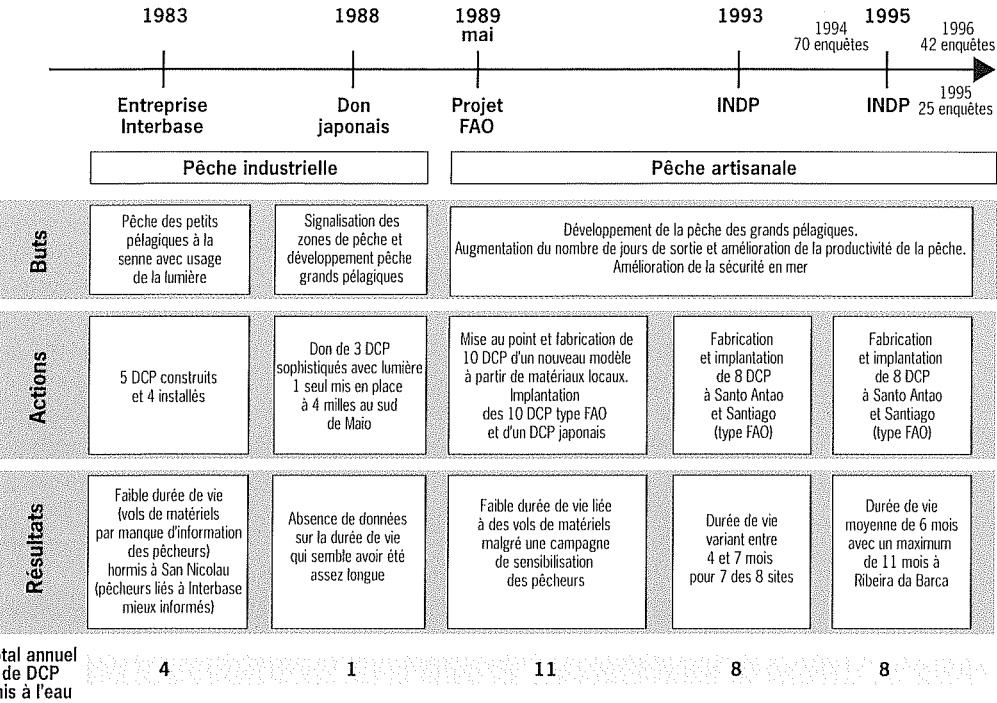 1983
1988
1989
mai
1993
1994
70 enquêtes
1995
1996
42 enquêtes
Entreprise
Interbase
Don
japonais
Projet
FAO
INDP
INDP
1995
25 enquêtes
Pêche industrielle
Pêche artisanale
Buts
Pêche des petits
pélagiques à la
senne avec usage
de la lumière
Signalisation des
zones de pêche et
développement pêche
grands pélagiques
Développement de la pêche des grands pélagiques.
Augmentation du nombre de jours de sortie et amélioration de la productivité de la pêche.
Amélioration de la sécurité en mer
Actions
5 DCP construits
et 4 installés
Don de 3 DCP
sophistiqués avec lumière
1 seul mis en place
à 4 milles au sud
de Maio
Mise au point et fabrication de
10 DCP d'un nouveau modèle
à partir de matériaux locaux.
Implantation
des 10 DCP type FAO
et d'un DCP japonais
Fabrication
et implantation
de 8 DCP
à Santo Antao
et Santiago
(type FAO)
Fabrication
et implantation
de 8 DCP
à Santo Antao
et Santiago
(type FAO)
Résultats
Faible durée de vie
(vols de matériels
par manque d'information
des pêcheurs)
hormis à San Nicolau
(pêcheurs liés à Interbase
mieux informés)
Absence de données
sur la durée de vie
qui semble avoir été
assez longue
Faible durée de vie liée
à des vols de matériels
malgré une campagne
de sensibilisation
des pêcheurs
Durée de vie
variant entre
4 et 7 mois
pour 7 des 8 sites
Durée de vie
moyenne de 6 mois
avec un maximum
de 11 mois à
Ribeira da Barca
tal annuel
de DCP
is à l'eau
4
1
11
8
8